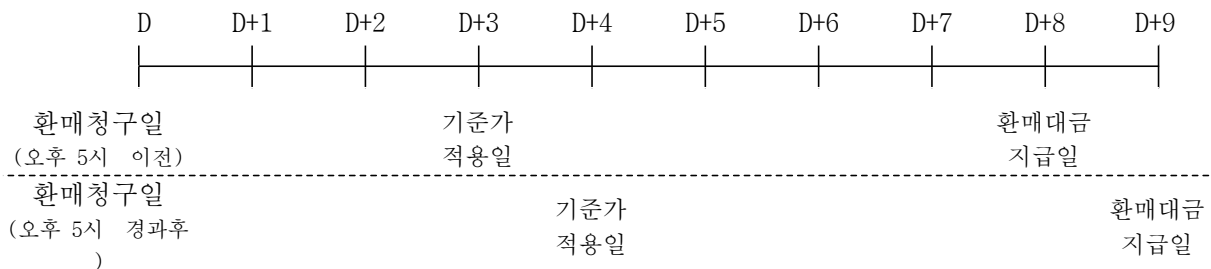 D D+1 D+2 D+3 D+4 D+5 D+6 D+7 D+8 D+9
환매청구일 기준가 환매대금
(오후 5시 이전) 적용일 지급일
환매청구일 기준가 환매대금
(오후 5시 경과후 적용일 지급일
)